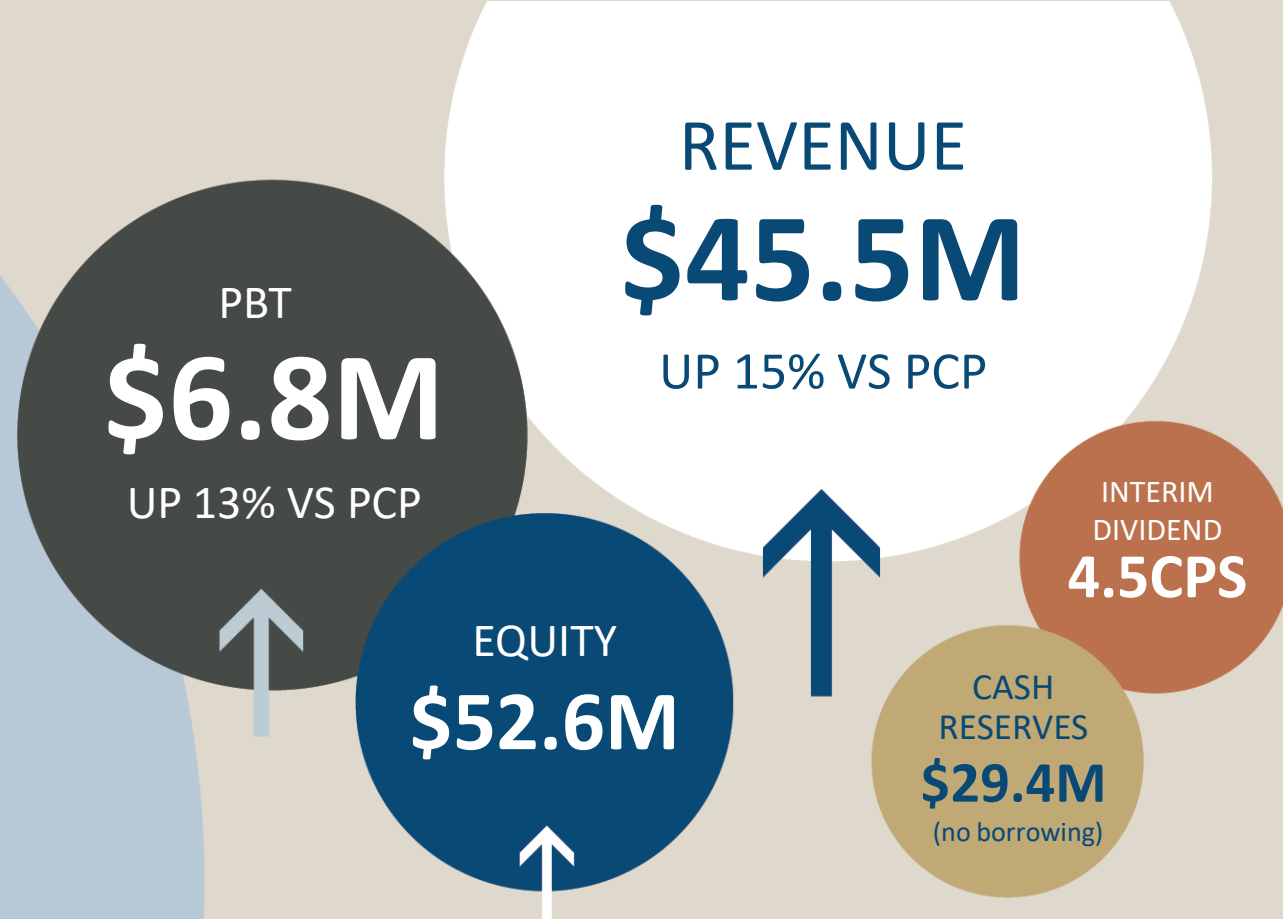 REVENUE
$45.5M
UP 15% VS PCP
PBT
$6.8M
UP 13% VS PCP
EQUITY
$52.6M
INTERIM
DIVIDEND
4.5CPS
CASH
RESERVES
$29.4M
(no borrowing)